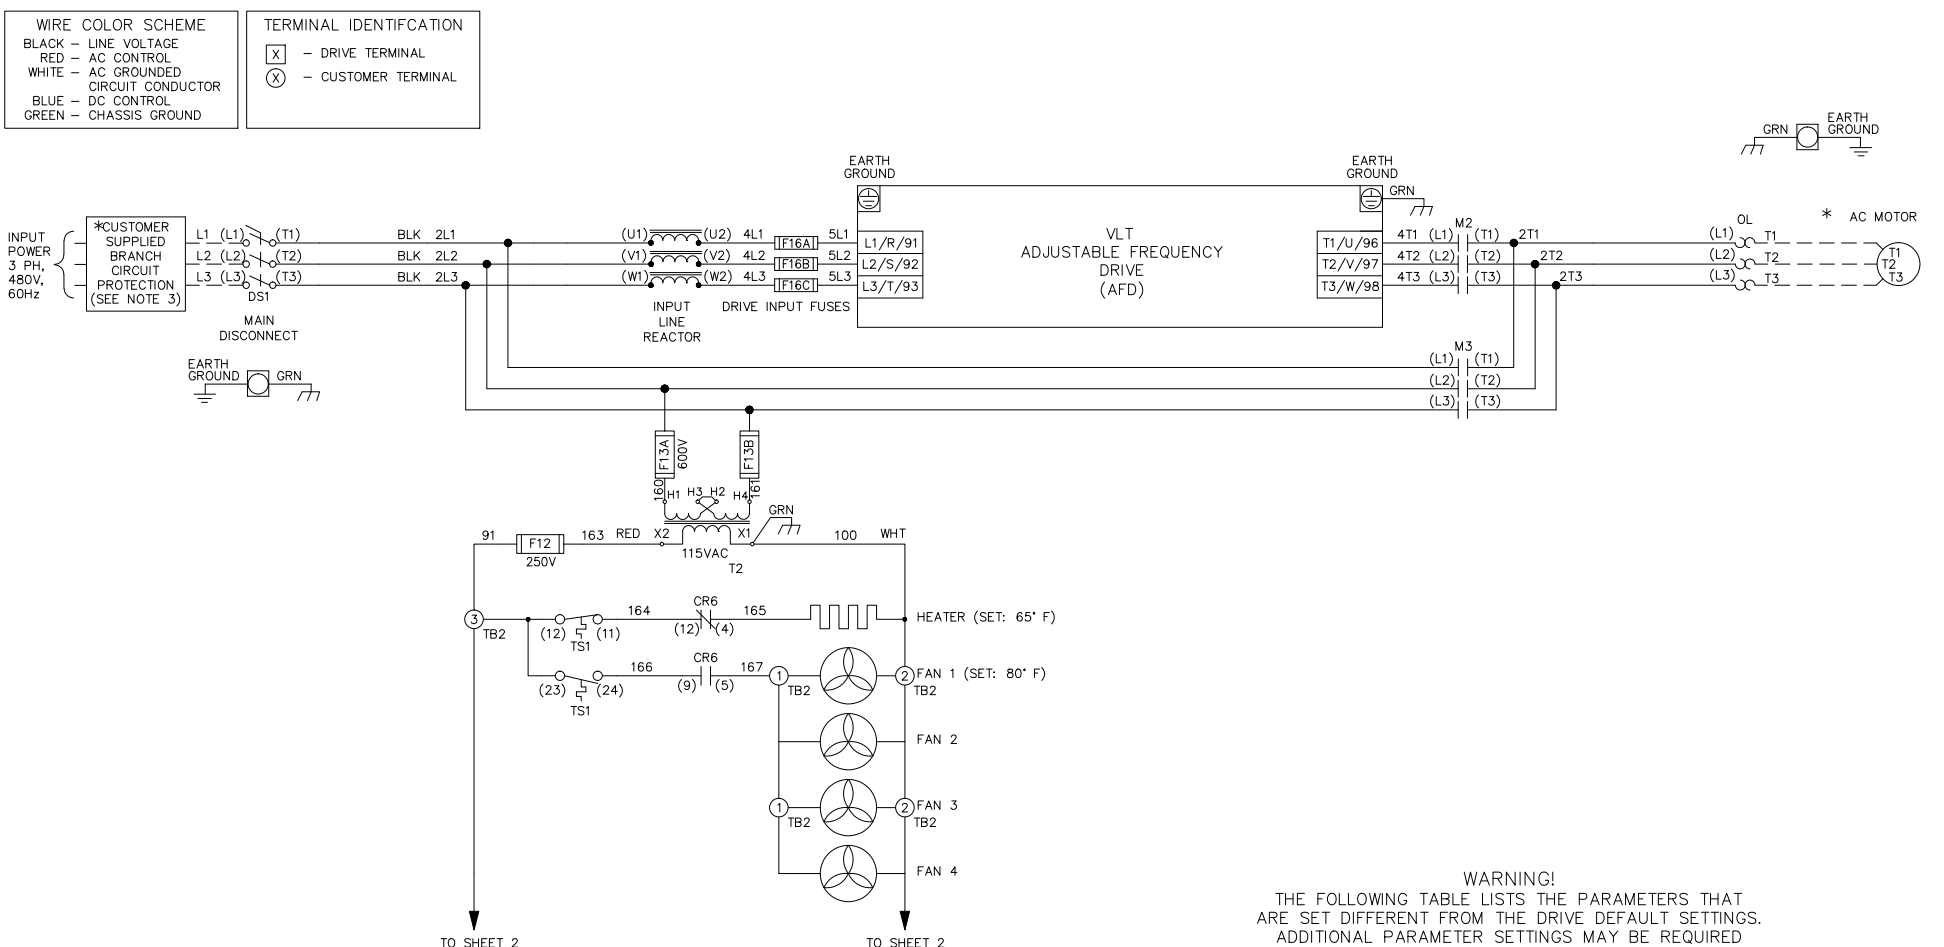 WIRE COLOR SCHEME
BLACK – LINE VOLTAGE
RED – AC CONTROL
WHITE – AC GROUNDED
CIRCUIT CONDUCTOR
BLUE – DC CONTROL
GREEN – CHASSIS GROUND
TERMINAL IDENTIFCATION
X – DRIVE TERMINAL
X – CUSTOMER TERMINAL
GRN
EARTH
GROUND
INPUT
POWER
3 PH,
480V,
60Hz
*CUSTOMER
SUPPLIED
BRANCH
CIRCUIT
PROTECTION
(SEE NOTE 3)
L1 (L1) (T1) BLK 2L1 (U1) (U2) 4L1 F16A 5L1
L2 (L2) (T2) BLK 2L2 (V1) (V2) 4L2 F16B 5L2
L3 (L3) (T3) BLK 2L3 (W1) (W2) 4L3 F16C 5L3
DS1
MAIN
DISCONNECT
INPUT
LINE
REACTOR
DRIVE INPUT FUSES
EARTH
GROUND
EARTH
GROUND
GRN
L1/R/91
L2/S/92
L3/T/93
VLT
ADJUSTABLE FREQUENCY
DRIVE
(AFD)
T1/U/96
T2/V/97
T3/W/98
M2
4T1 (L1) (T1) 2T1
4T2 (L2) (T2) 2T2
4T3 (L3) (T3) 2T3
OL
(L1) T1
(L2) T2
(L3) T3
* AC MOTOR
T1
T2
T3
M3
(L1) (T1)
(L2) (T2)
(L3) (T3)
EARTH
GROUND
GRN
F13A
600V
F13B
160
161
H1 H3 H2 H4
GRN
91 F12 163 RED X2 X1 100 WHT
250V
115VAC
T2
3
TB2
(12) (11)
TS1
164
CR6
(12) (4)
165
HEATER (SET: 65° F)
(23) (24)
TS1
166
CR6
(9) (5)
167
1
TB2
2
TB2
FAN 1 (SET: 80° F)
FAN 2
1
TB2
2
TB2
FAN 3
FAN 4
TO SHEET 2
TO SHEET 2
WARNING!
THE FOLLOWING TABLE LISTS THE PARAMETERS THAT
ARE SET DIFFERENT FROM THE DRIVE DEFAULT SETTINGS.
ADDITIONAL PARAMETER SETTINGS MAY BE REQUIRED